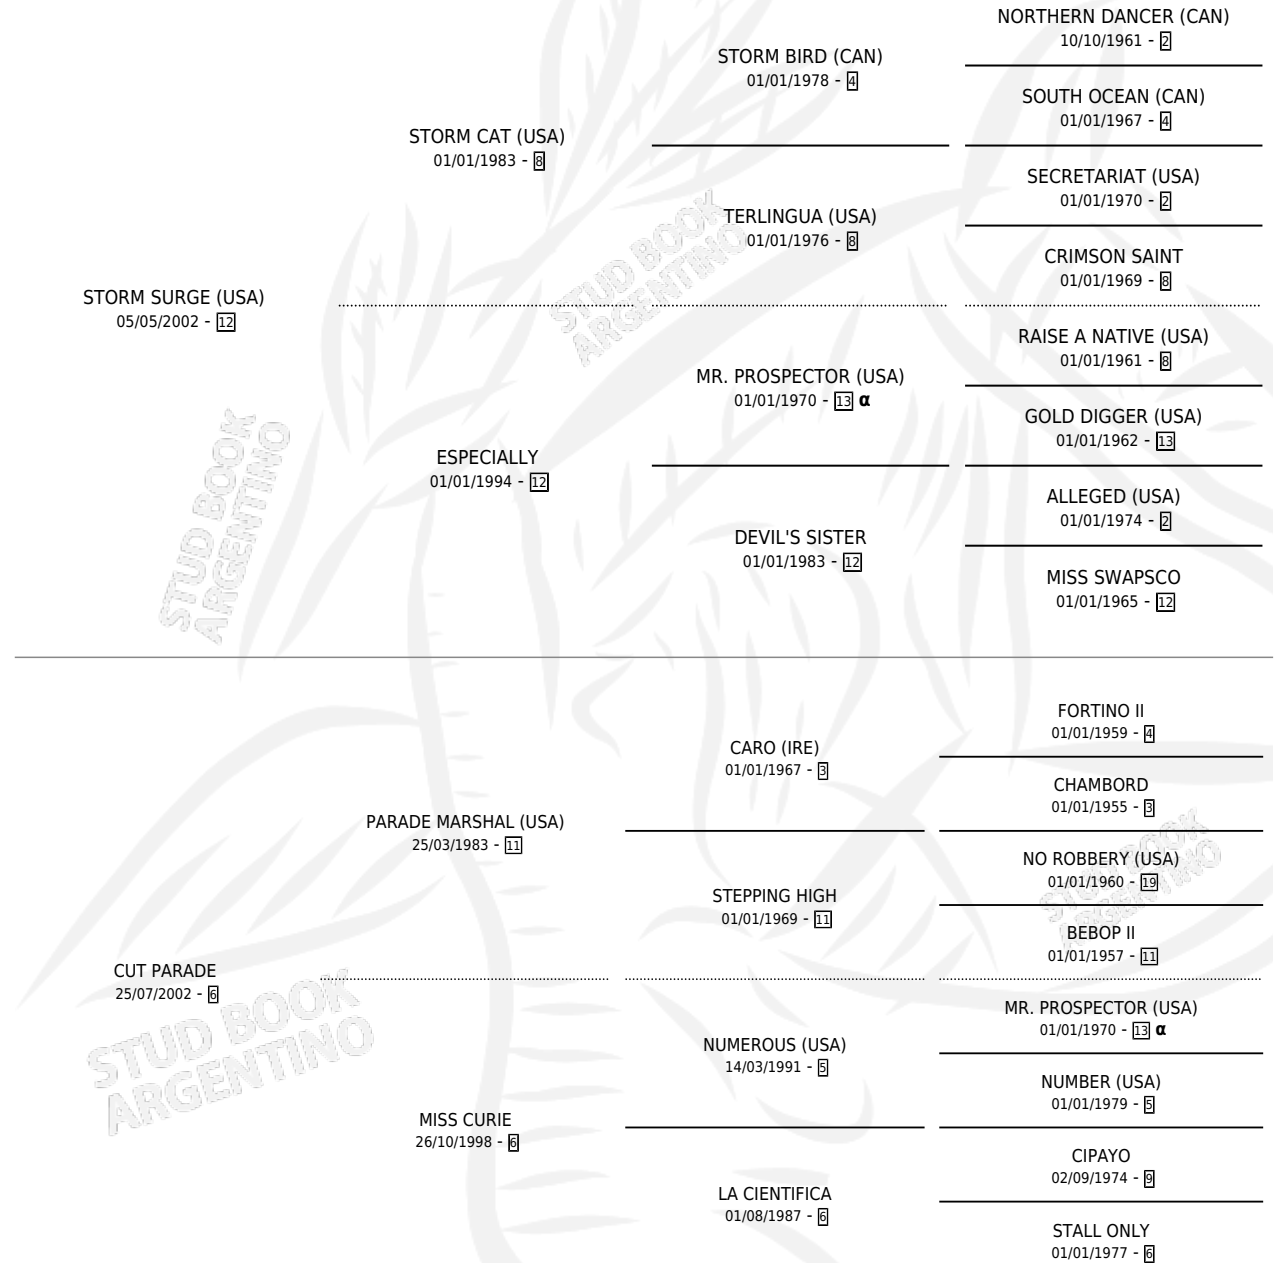 NORTHERN DANCER (CAN)
10/10/1961 - 2
STORM BIRD (CAN)
01/01/1978 - 4
SOUTH OCEAN (CAN)
01/01/1967 - 4
STORM CAT (USA)
01/01/1983 - 8
SECRETARIAT (USA)
01/01/1970 - 2
TERLINGUA (USA)
01/01/1976 - 8
CRIMSON SAINT
01/01/1969 - 8
STORM SURGE (USA)
05/05/2002 - 12
RAISE A NATIVE (USA)
01/01/1961 - 8
MR. PROSPECTOR (USA)
01/01/1970 - 13 α
GOLD DIGGER (USA)
01/01/1962 - 13
ESPECIALLY
01/01/1994 - 12
ALLEGED (USA)
01/01/1974 - 2
DEVIL'S SISTER
01/01/1983 - 12
MISS SWAPSCO
01/01/1965 - 12
FORTINO II
01/01/1959 - 4
CARO (IRE)
01/01/1967 - 3
CHAMBORD
01/01/1955 - 3
PARADE MARSHAL (USA)
25/03/1983 - 11
NO ROBBERY (USA)
01/01/1960 - 19
STEPPING HIGH
01/01/1969 - 11
BEBOP II
01/01/1957 - 11
CUT PARADE
25/07/2002 - 6
MR. PROSPECTOR (USA)
01/01/1970 - 13 α
NUMEROUS (USA)
14/03/1991 - 5
NUMBER (USA)
01/01/1979 - 5
MISS CURIE
26/10/1998 - 6
CIPAYO
02/09/1974 - 9
LA CIENTIFICA
01/08/1987 - 6
STALL ONLY
01/01/1977 - 6
STUD BOOK
ARGENTINO
STUD BOOK
ARGENTINO
STUD BOOK
ARGENTINO
STUD BOOK
ARGENTINO